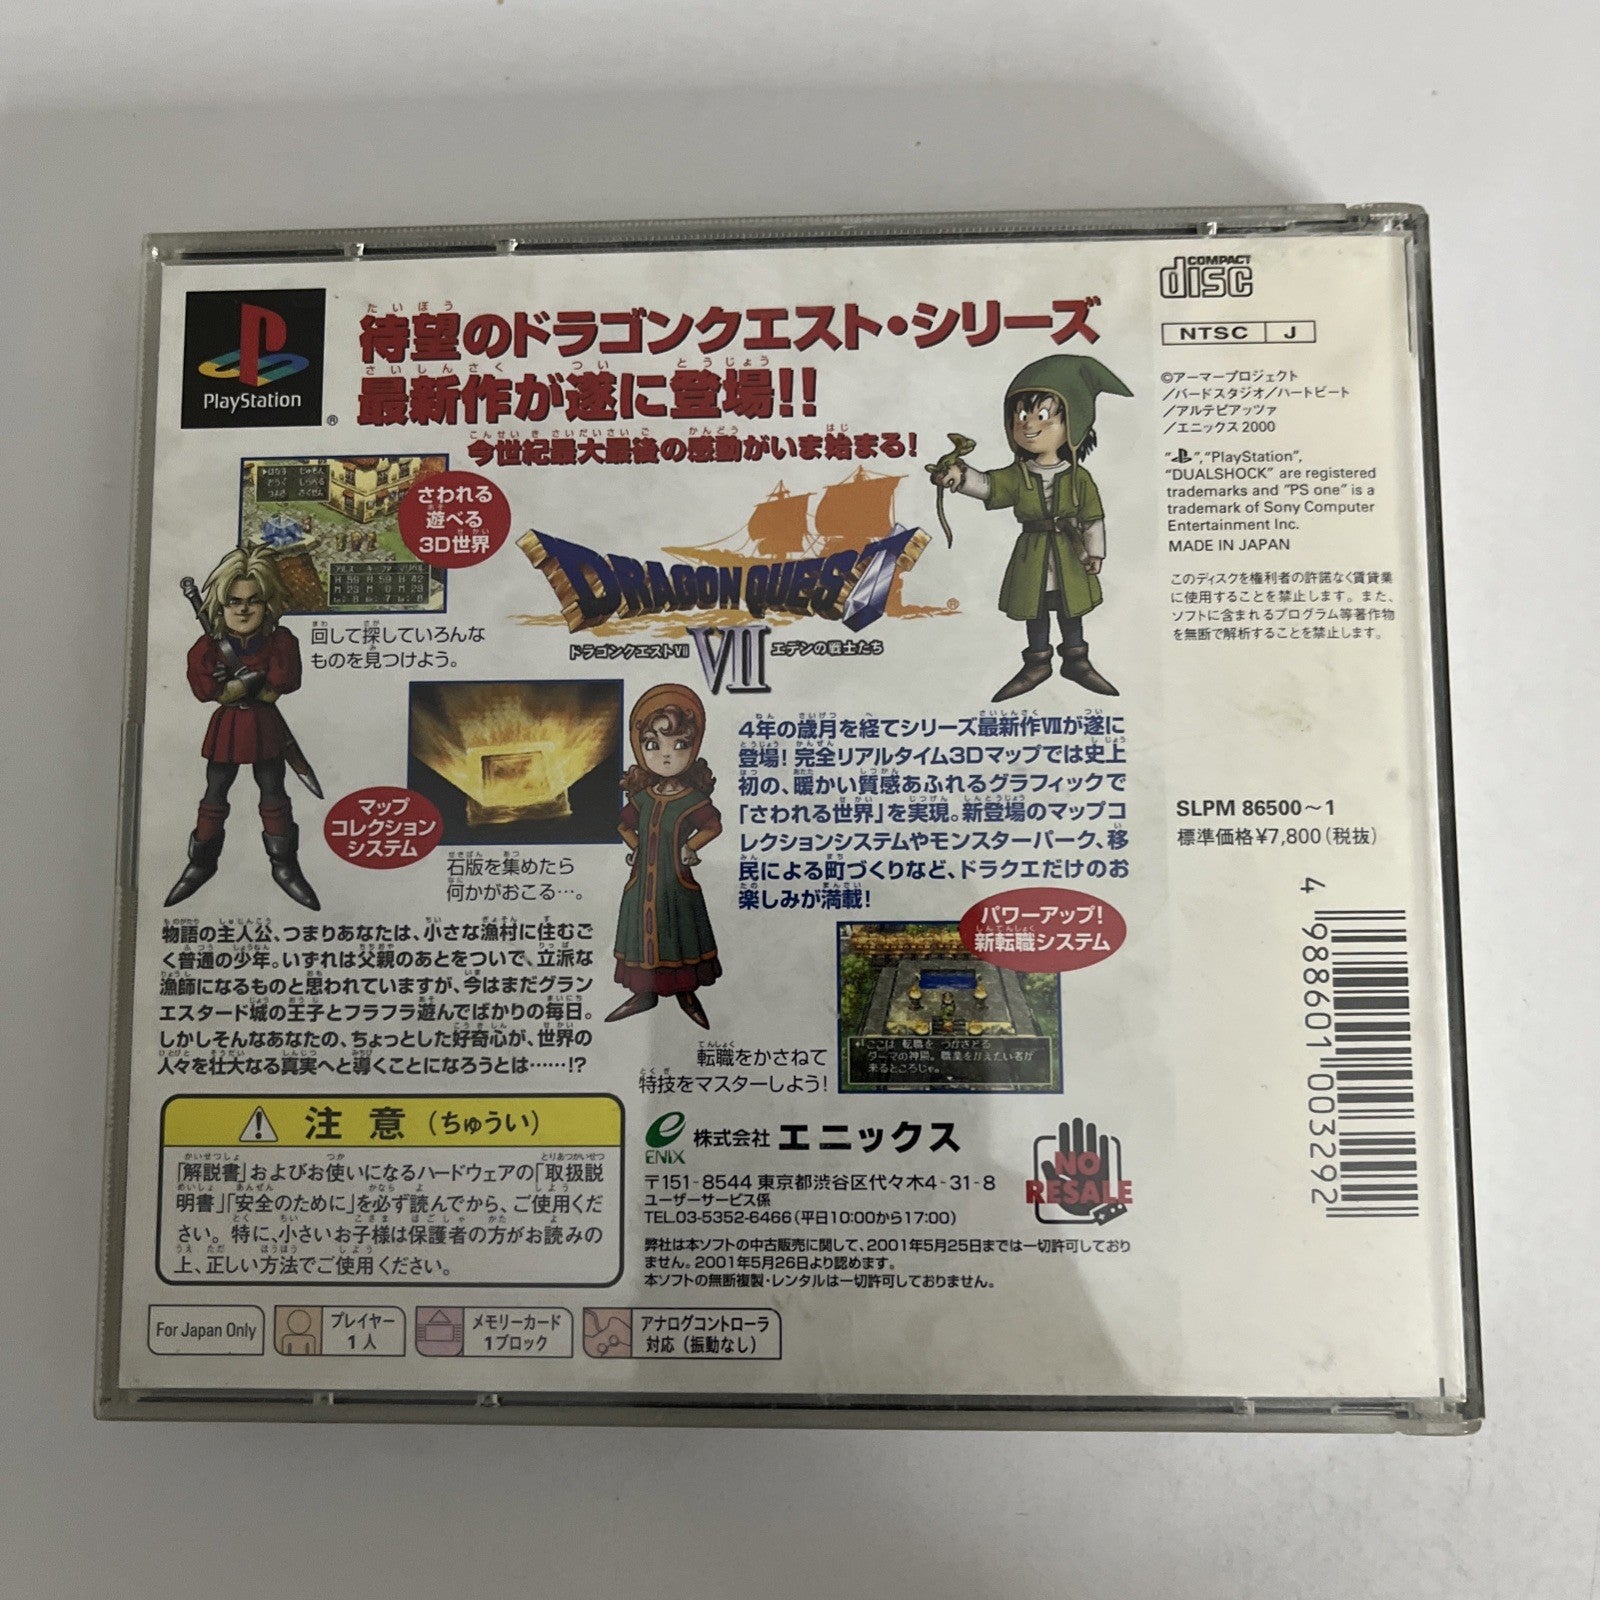 PlayStation
®
待望のドラゴンクエスト・シリーズ
最新作が遂に登場!!
今世紀最大最後の感動がいま始まる!
さわれる
遊べる
3D世界
回して探していろんな
ものを見つけよう。
DRAGON QUEST
®
ドラゴンクエストVII
VII
エデンの戦士たち
マップ
コレクション
システム
石版を集めたら
何かがおこる…。
4年の歳月を経てシリーズ最新作VIIが遂に
登場! 完全リアルタイム3Dマップでは史上
初の、暖かい質感あふれるグラフィックで
「さわれる世界」を実現。新登場のマップコ
レクションシステムやモンスターパーク、移
民による町づくりなど、ドラクエだけのお
楽しみが満載!
パワーアップ!
新転職システム
ここは 転職を つかさどる
ダーマの神殿。職業をかえたい者が
来るところじゃ。
転職をかさねて
特技をマスターしよう!
物語の主人公、つまりあなたは、小さな漁村に住むご
く普通の少年。いずれは父親のあとをついで、立派な
漁師になるものと思われていますが、今はまだグラン
エスタード城の王子とフラフラ遊んでばかりの毎日。
しかしそんなあなたの、ちょっとした好奇心が、世界の
人々を壮大なる真実へと導くことになろうとは……!?
注意(ちゅうい)
「解説書」およびお使いになるハードウェアの「取扱説
明書」「安全のために」を必ず読んでから、ご使用くだ
さい。特に、小さいお子様は保護者の方がお読みの
上、正しい方法でご使用ください。
ENIX
株式会社 エニックス
〒151-8544 東京都渋谷区代々木4-31-8
ユーザーサービス係
TEL.03-5352-6466(平日10:00から17:00)
弊社は本ソフトの中古販売に関して、2001年5月25日までは一切許可しており
ません。2001年5月26日より認めます。
本ソフトの無断複製・レンタルは一切許可しておりません。
NO
RESALE
For Japan Only
プレイヤー
1人
メモリーカード
1ブロック
アナログコントローラ
対応(振動なし)
COMPACT
disc
NTSC J
©アーマープロジェクト
/バードスタジオ/ハートビート
/アルテピアッツァ
/エニックス 2000
" ", "PlayStation",
"DUALSHOCK" are registered
trademarks and "PS one" is a
trademark of Sony Computer
Entertainment Inc.
MADE IN JAPAN
このディスクを権利者の許諾なく賃貸業
に使用することを禁止します。また、
ソフトに含まれるプログラム等著作物
を無断で解析することを禁止します。
SLPM 86500~1
標準価格¥7,800(税抜)
4 988601 003292